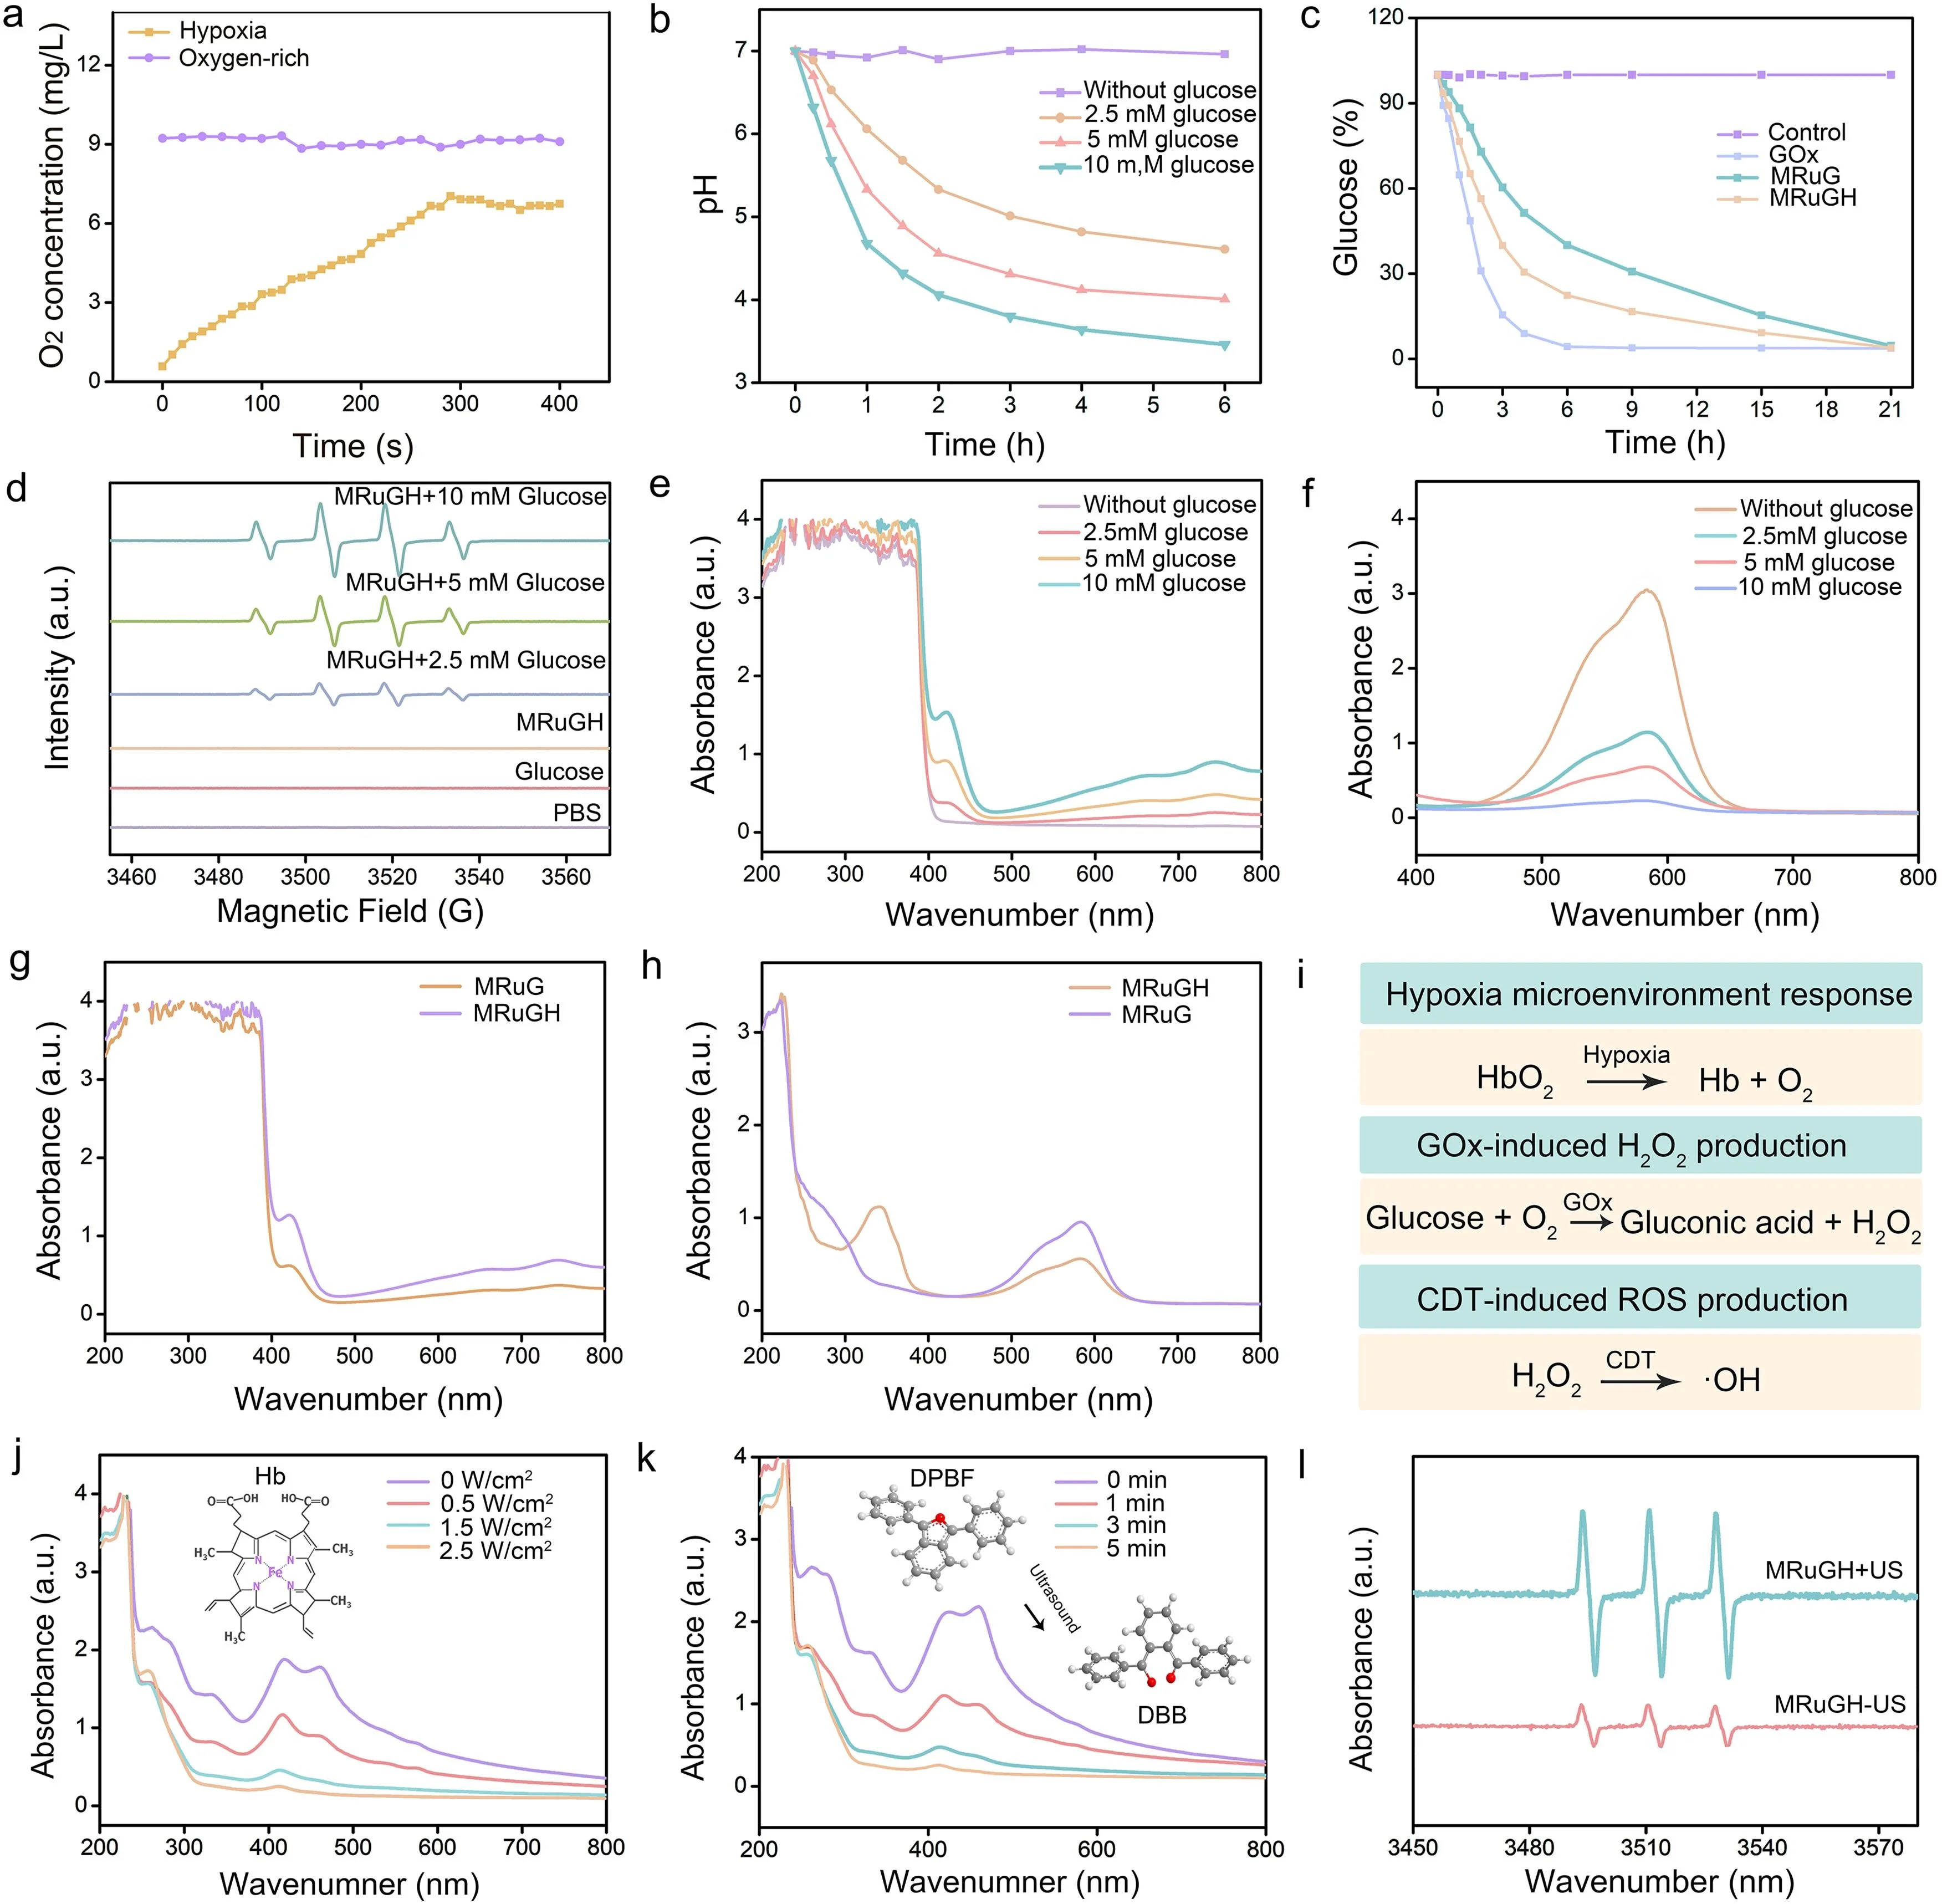 a
Hypoxia
Oxygen-rich
O2 concentration (mg/L)
12
9
6
3
0
0 100 200 300 400
Time (s)
b
Without glucose
2.5 mM glucose
5 mM glucose
10 m,M glucose
pH
7
6
5
4
3
0 1 2 3 4 5 6
Time (h)
c
Control
GOx
MRuG
MRuGH
Glucose (%)
120
90
60
30
0
0 3 6 9 12 15 18 21
Time (h)
d
MRuGH+10 mM Glucose
MRuGH+5 mM Glucose
MRuGH+2.5 mM Glucose
MRuGH
Glucose
PBS
Intensity (a.u.)
3460 3480 3500 3520 3540 3560
Magnetic Field (G)
e
Without glucose
2.5mM glucose
5 mM glucose
10 mM glucose
Absorbance (a.u.)
4
3
2
1
0
200 300 400 500 600 700 800
Wavenumber (nm)
f
Without glucose
2.5mM glucose
5 mM glucose
10 mM glucose
Absorbance (a.u.)
4
3
2
1
0
400 500 600 700 800
Wavenumber (nm)
g
MRuG
MRuGH
Absorbance (a.u.)
4
3
2
1
0
200 300 400 500 600 700 800
Wavenumber (nm)
h
MRuGH
MRuG
Absorbance (a.u.)
3
2
1
0
200 300 400 500 600 700 800
Wavenumber (nm)
i
Hypoxia microenvironment response
Hypoxia
HbO₂ → Hb + O₂
GOx-induced H₂O₂ production
GOx
Glucose + O₂ → Gluconic acid + H₂O₂
CDT-induced ROS production
CDT
H₂O₂ → ·OH
j
Hb
O C OH HO C O
H₃C CH₃
N N
Fe
N N
CH₃
H₃C
0 W/cm²
0.5 W/cm²
1.5 W/cm²
2.5 W/cm²
Absorbance (a.u.)
4
3
2
1
0
200 300 400 500 600 700 800
Wavenumner (nm)
k
DPBF
Ultrasound
DBB
0 min
1 min
3 min
5 min
Absorbance (a.u.)
4
3
2
1
0
200 400 600 800
Wavenumber (nm)
l
MRuGH+US
MRuGH-US
Absorbance (a.u.)
3450 3480 3510 3540 3570
Wavenumber (nm)